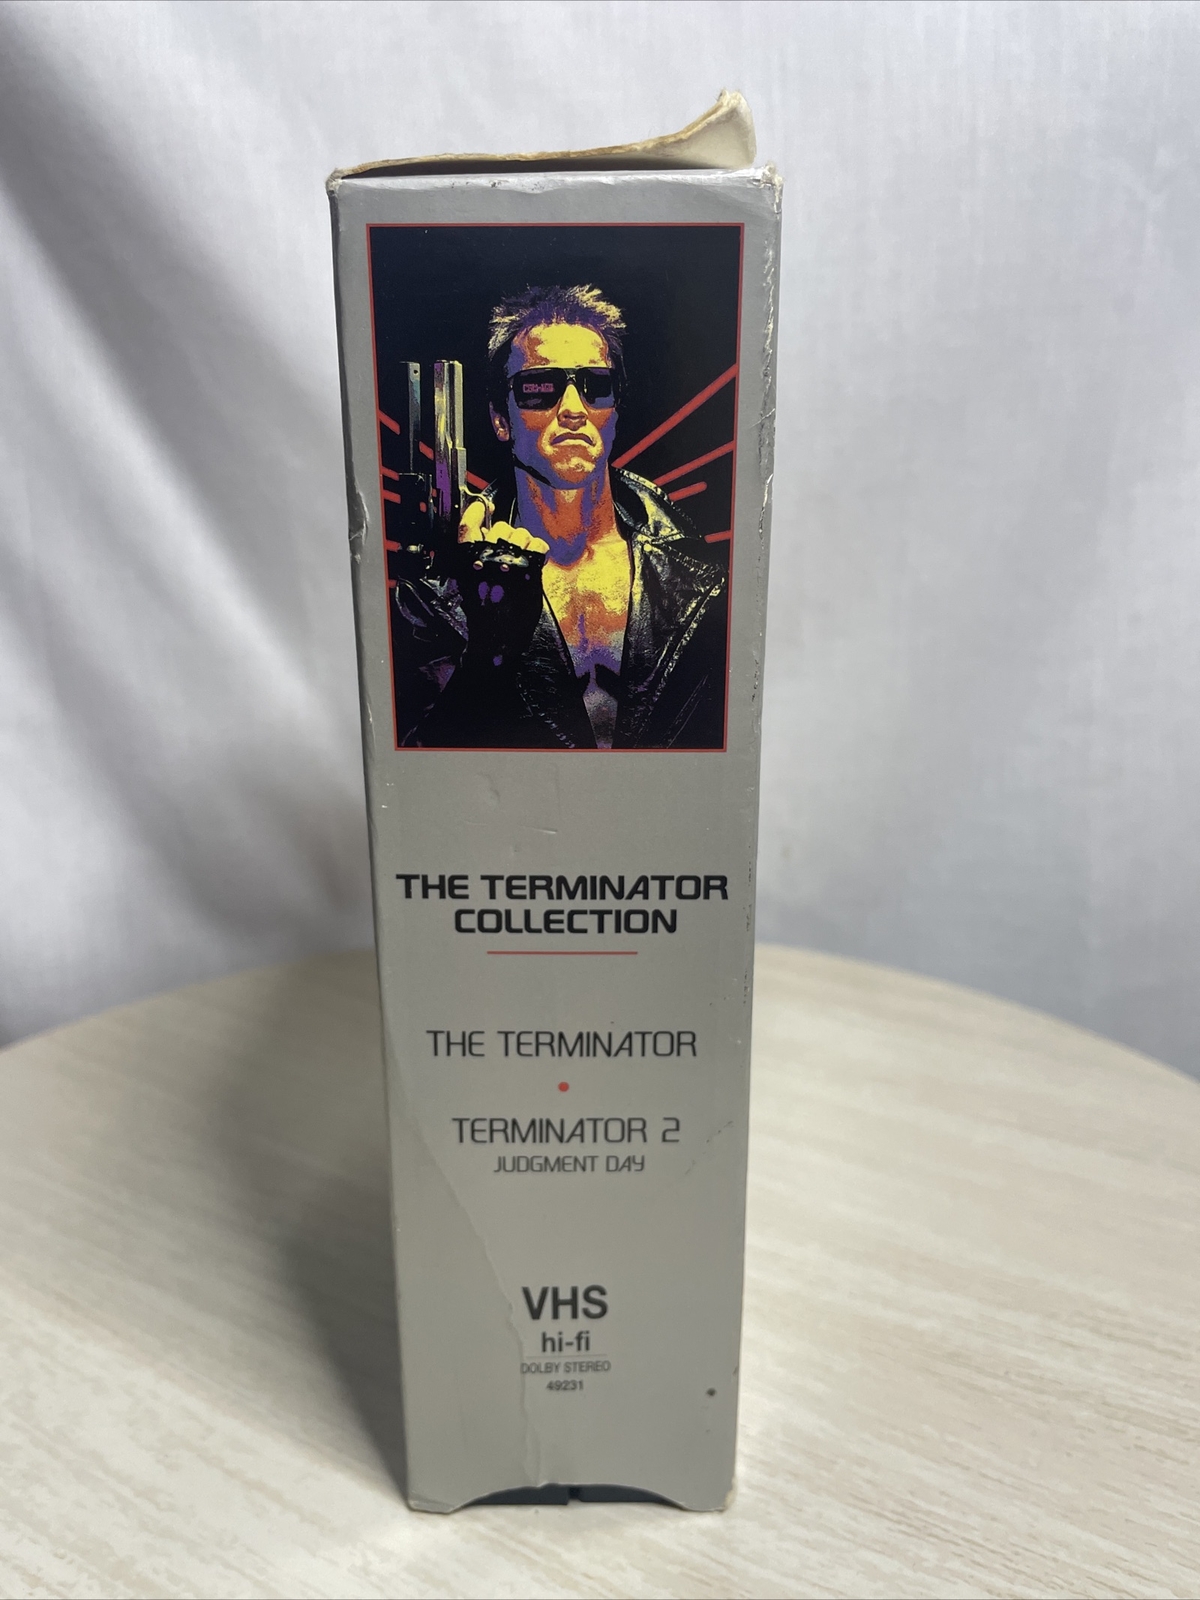 THE TERMINATOR
COLLECTION
THE TERMINATOR
TERMINATOR 2
JUDGMENT DAY
VHS
hi-fi
DOLBY STEREO
49231